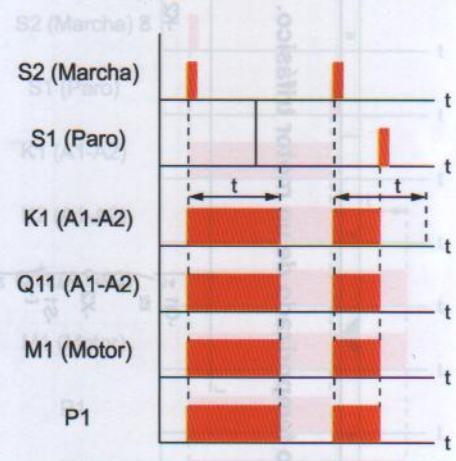 S2 (Marcha)
t
S1 (Paro)
t
t
t
K1 (A1-A2)
t
Q11 (A1-A2)
t
M1 (Motor)
t
P1
t